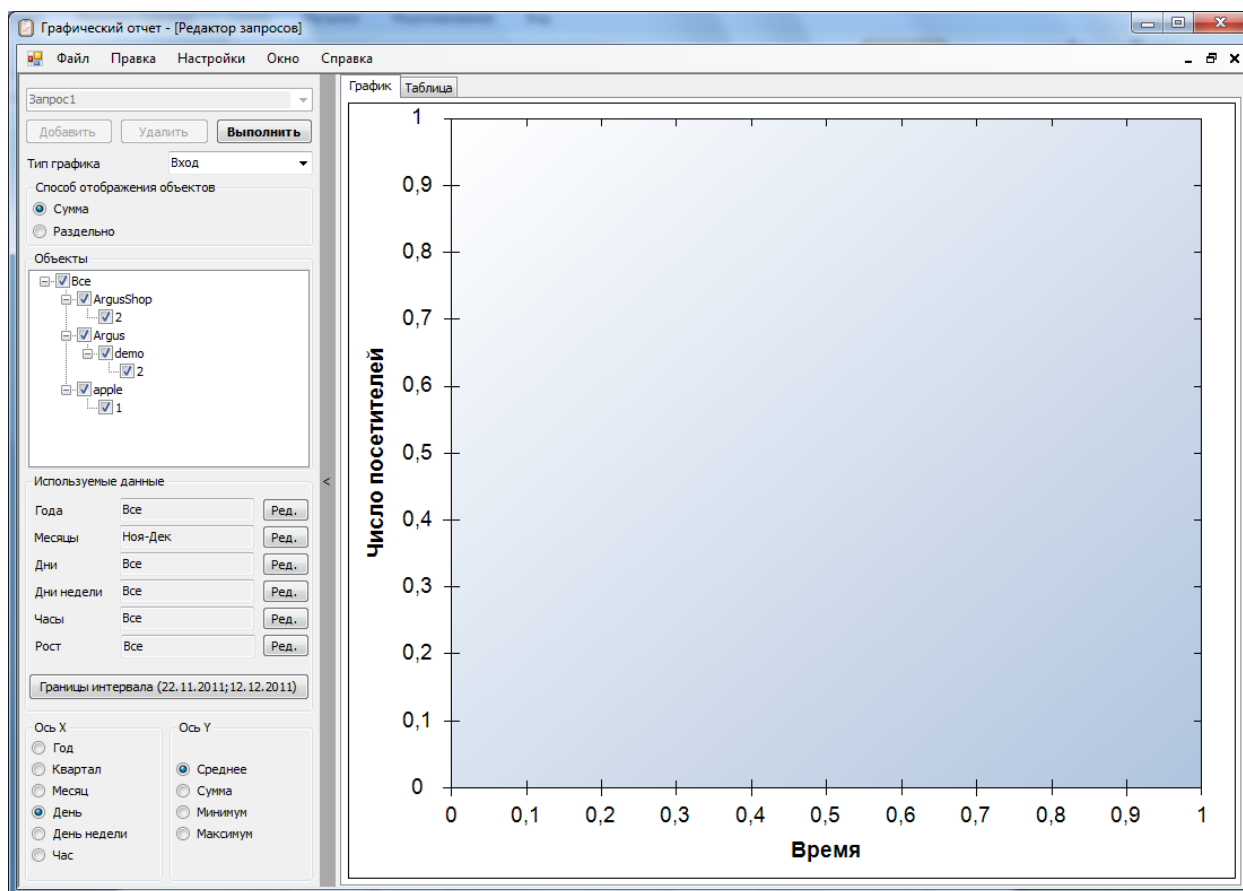 Графический отчет - [Редактор запросов]
Файл Правка Настройки Окно Справка
Запрос1
Добавить Удалить Выполнить
Тип графика Вход
Способ отображения объектов
Сумма
Раздельно
Объекты
Все
ArgusShop
2
Argus
demo
2
apple
1
Используемые данные
Года Все Ред.
Месяцы Ноя-Дек Ред.
Дни Все Ред.
Дни недели Все Ред.
Часы Все Ред.
Рост Все Ред.
Границы интервала (22.11.2011;12.12.2011)
Ось X
Год
Квартал
Месяц
День
День недели
Час
Ось Y
Среднее
Сумма
Минимум
Максимум
<
График Таблица
Число посетителей
1
0,9
0,8
0,7
0,6
0,5
0,4
0,3
0,2
0,1
0
0 0,1 0,2 0,3 0,4 0,5 0,6 0,7 0,8 0,9 1
Время